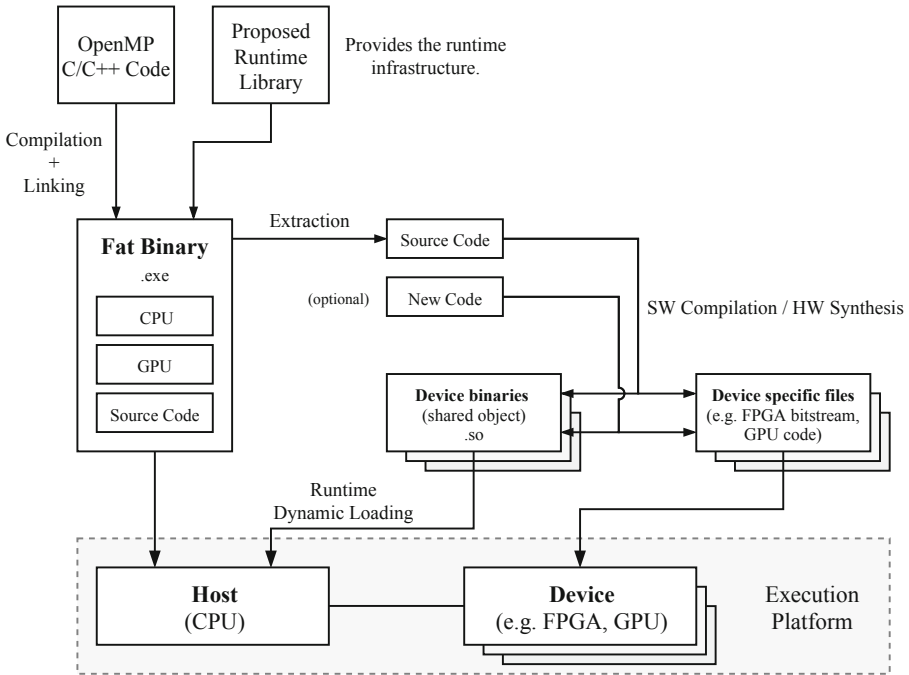 OpenMP
C/C++ Code
Proposed
Runtime
Library
Provides the runtime
infrastructure.
Compilation
+
Linking
Fat Binary
.exe
CPU
GPU
Source Code
Extraction
Source Code
(optional)
New Code
SW Compilation / HW Synthesis
Device binaries
(shared object)
.so
Device specific files
(e.g. FPGA bitstream,
GPU code)
Runtime
Dynamic Loading
Host
(CPU)
Device
(e.g. FPGA, GPU)
Execution
Platform